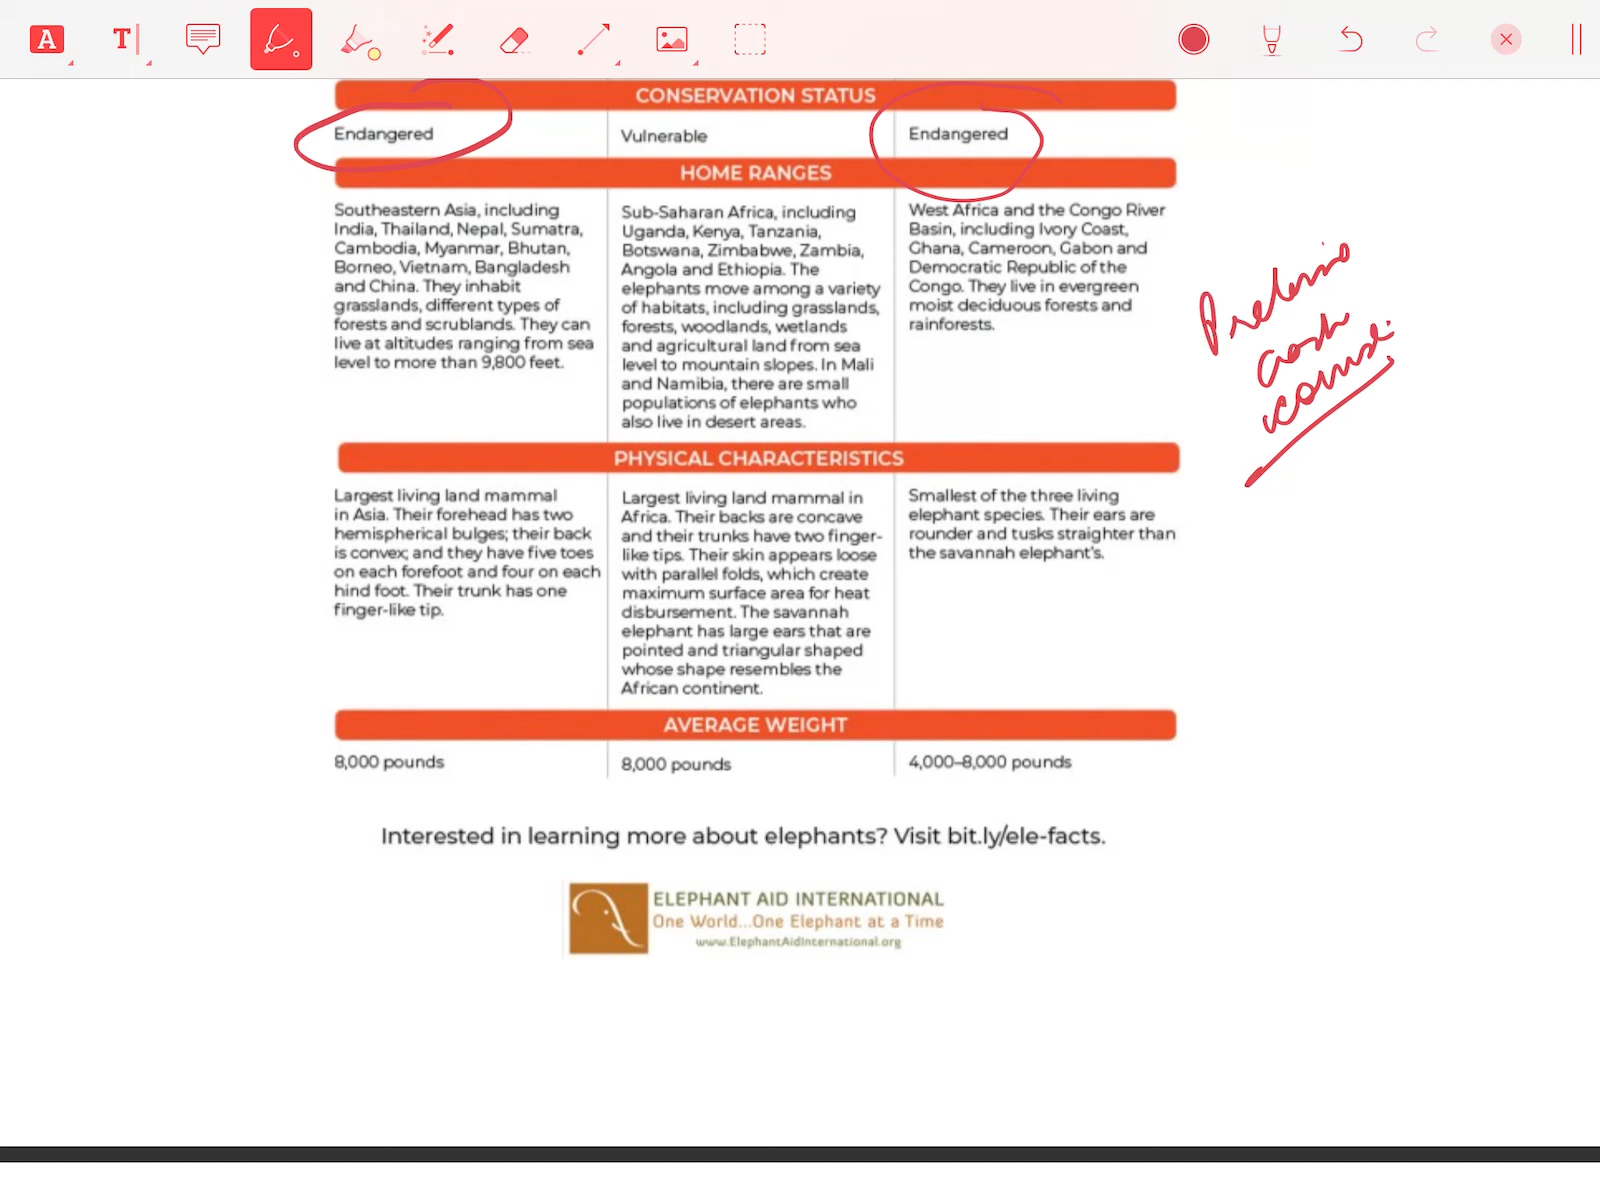 A
T
CONSERVATION STATUS
Endangered
Vulnerable
Endangered
HOME RANGES
Southeastern Asia, including
India, Thailand, Nepal, Sumatra,
Cambodia, Myanmar, Bhutan,
Borneo, Vietnam, Bangladesh
and China. They inhabit
grasslands, different types of
forests and scrublands. They can
live at altitudes ranging from sea
level to more than 9,800 feet.
Sub-Saharan Africa, including
Uganda, Kenya, Tanzania,
Botswana, Zimbabwe, Zambia,
Angola and Ethiopia. The
elephants move among a variety
of habitats, including grasslands,
forests, woodlands, wetlands
and agricultural land from sea
level to mountain slopes. In Mali
and Namibia, there are small
populations of elephants who
also live in desert areas.
West Africa and the Congo River
Basin, including Ivory Coast,
Ghana, Cameroon, Gabon and
Democratic Republic of the
Congo. They live in evergreen
moist deciduous forests and
rainforests.
PHYSICAL CHARACTERISTICS
Largest living land mammal
in Asia. Their forehead has two
hemispherical bulges; their back
is convex; and they have five toes
on each forefoot and four on each
hind foot. Their trunk has one
finger-like tip.
Largest living land mammal in
Africa. Their backs are concave
and their trunks have two finger-
like tips. Their skin appears loose
with parallel folds, which create
maximum surface area for heat
disbursement. The savannah
elephant has large ears that are
pointed and triangular shaped
whose shape resembles the
African continent.
Smallest of the three living
elephant species. Their ears are
rounder and tusks straighter than
the savannah elephant's.
AVERAGE WEIGHT
8,000 pounds
8,000 pounds
4,000–8,000 pounds
Interested in learning more about elephants? Visit bit.ly/ele-facts.
ELEPHANT AID INTERNATIONAL
One World...One Elephant at a Time
www.ElephantAidInternational.org